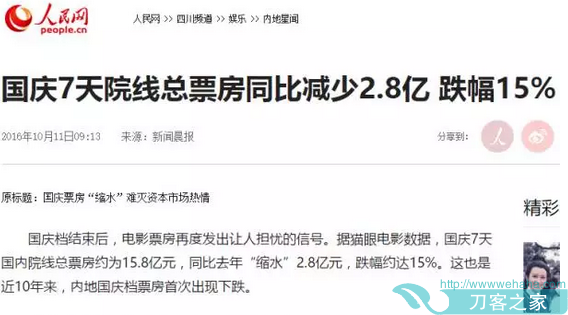 人民网
people.cn
人民网 >> 四川频道 >> 娱乐 >> 内地星闻
国庆7天院线总票房同比减少2.8亿 跌幅15%
2016年10月11日09:13 来源：新闻晨报 分享到：
人
原标题：国庆票房“缩水”难灭资本市场热情
精彩
国庆档结束后，电影票房再度发出让人担忧的信号。据猫眼电影数据，国庆7天
国内院线总票房约为15.8亿元，同比去年“缩水”2.8亿元，跌幅约达15%。这也是
近10年来，内地国庆档票房首次出现下跌。
刀客之家